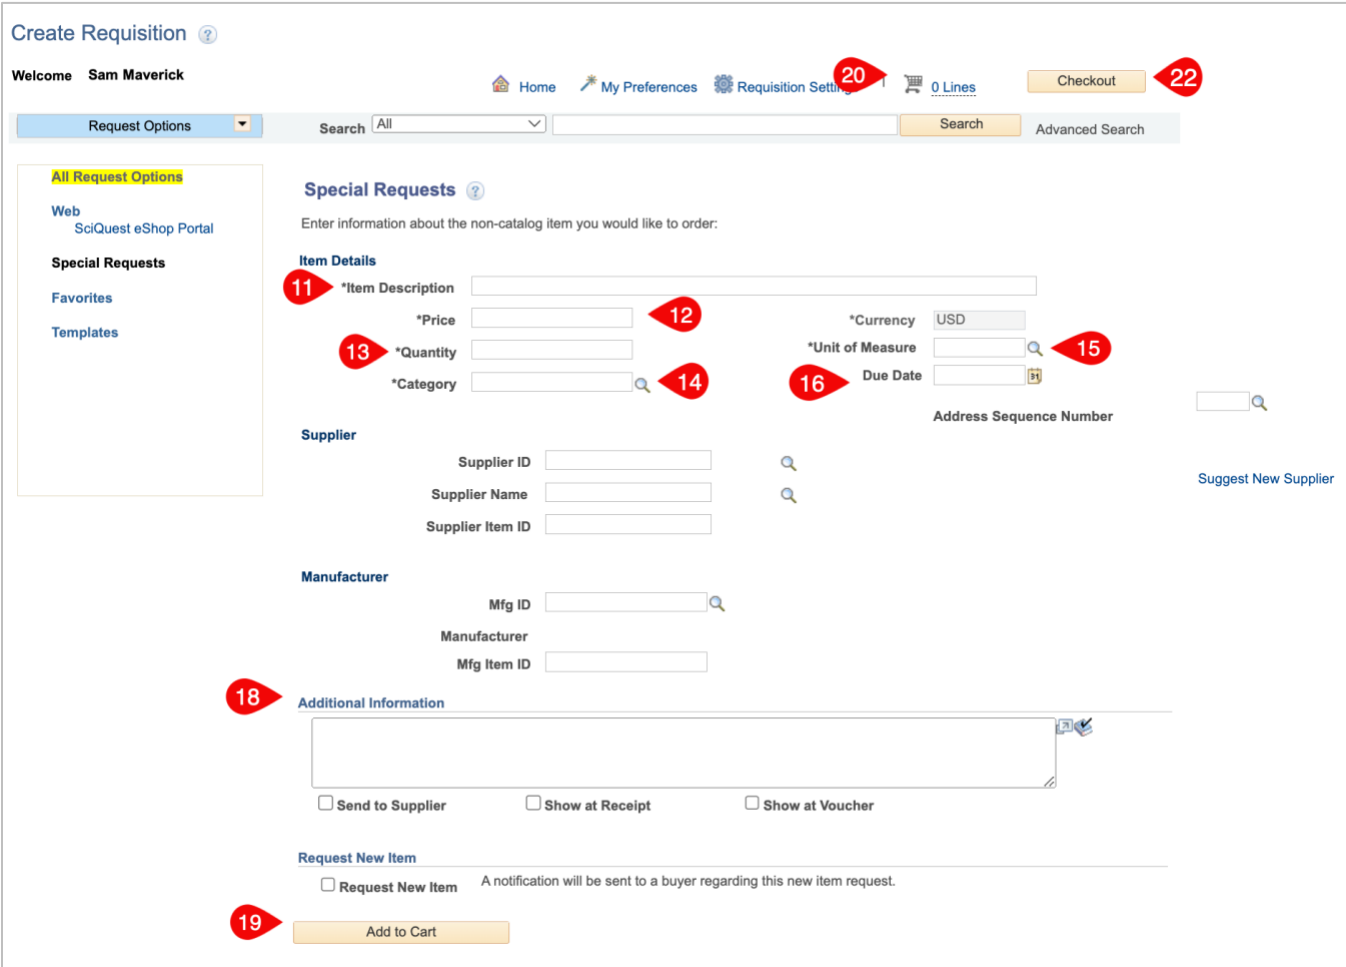 Create Requisition ?
Welcome Sam Maverick
Home My Preferences Requisition Setting 20 0 Lines Checkout 22
Request Options Search All Search Advanced Search
All Request Options
Web
SciQuest eShop Portal
Special Requests
Favorites
Templates
Special Requests ?
Enter information about the non-catalog item you would like to order:
Item Details
11 *Item Description
*Price 12 *Currency USD
13 *Quantity *Unit of Measure 15
*Category 14 16 Due Date 31
Address Sequence Number
Supplier
Supplier ID
Suggest New Supplier
Supplier Name
Supplier Item ID
Manufacturer
Mfg ID
Manufacturer
Mfg Item ID
18 Additional Information
Send to Supplier Show at Receipt Show at Voucher
Request New Item
Request New Item A notification will be sent to a buyer regarding this new item request.
19 Add to Cart